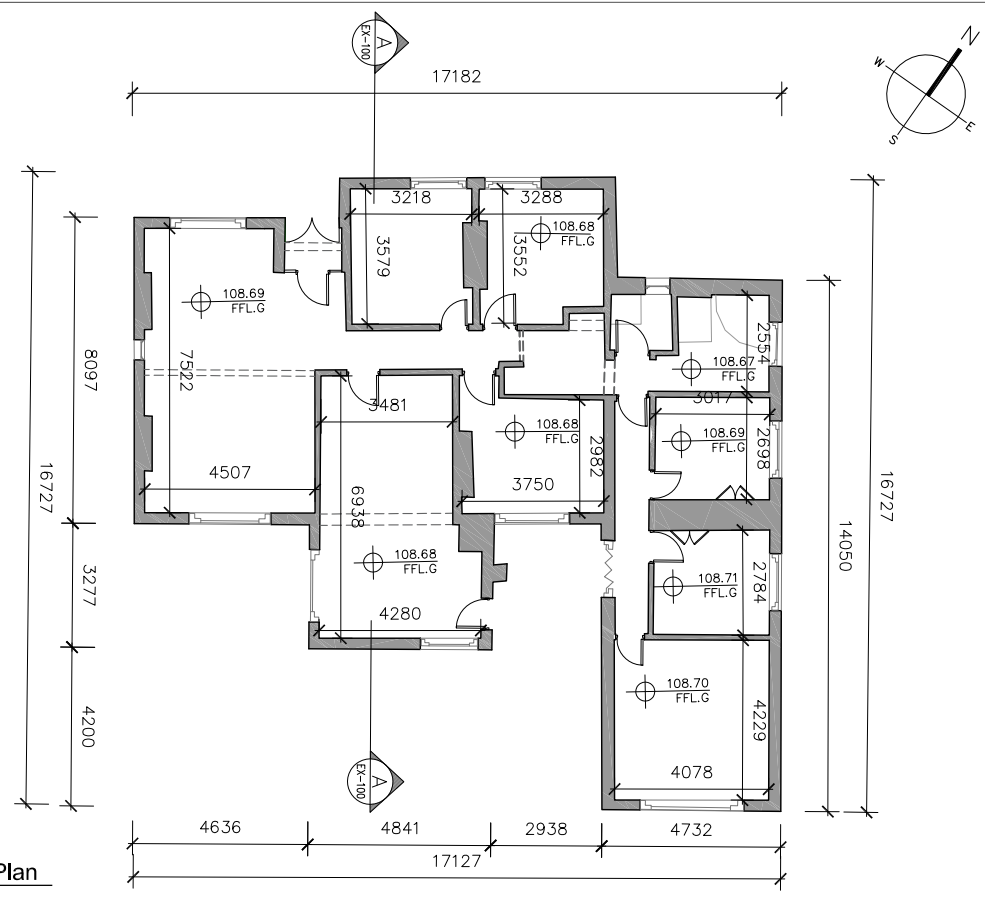 A
EX-100
N
W
E
S
17182
3218
3288
3579
3552
108.68
FFL.G
108.69
FFL.G
2554
108.67
FFL.G
7522
8097
3481
3017
108.69
FFL.G
2698
108.68
FFL.G
2982
3750
4507
6938
16727
16727
14050
108.68
FFL.G
3277
4280
108.71
FFL.G
2784
108.70
FFL.G
4229
4200
4078
A
EX-100
4636
4841
2938
4732
17127
Plan